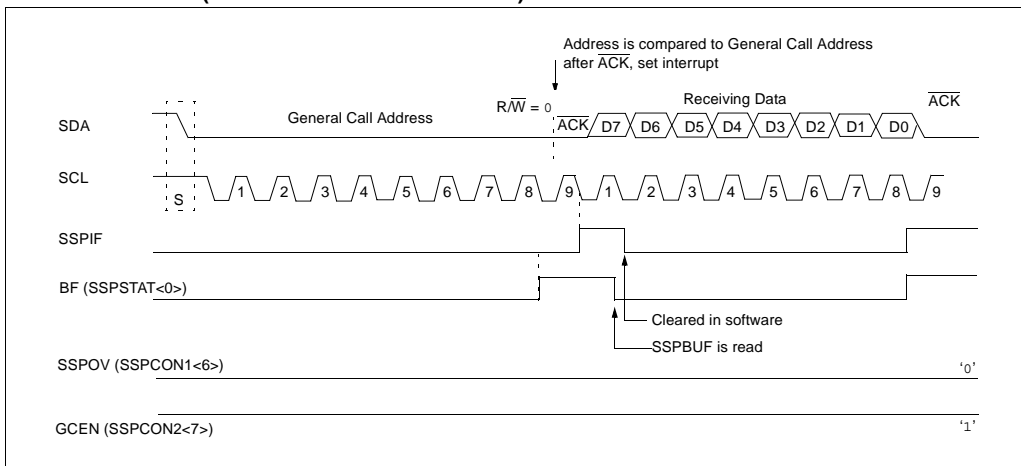 Address is compared to General Call Address
after ACK, set interrupt
R/W = 0
Receiving Data
ACK
SDA
General Call Address
ACK
D7 D6 D5 D4 D3 D2 D1 D0
SCL
S
1 2 3 4 5 6 7 8 9 1 2 3 4 5 6 7 8 9
SSPIF
BF (SSPSTAT<0>)
Cleared in software
SSPBUF is read
SSPOV (SSPCON1<6>)
‘0’
GCEN (SSPCON2<7>)
‘1’